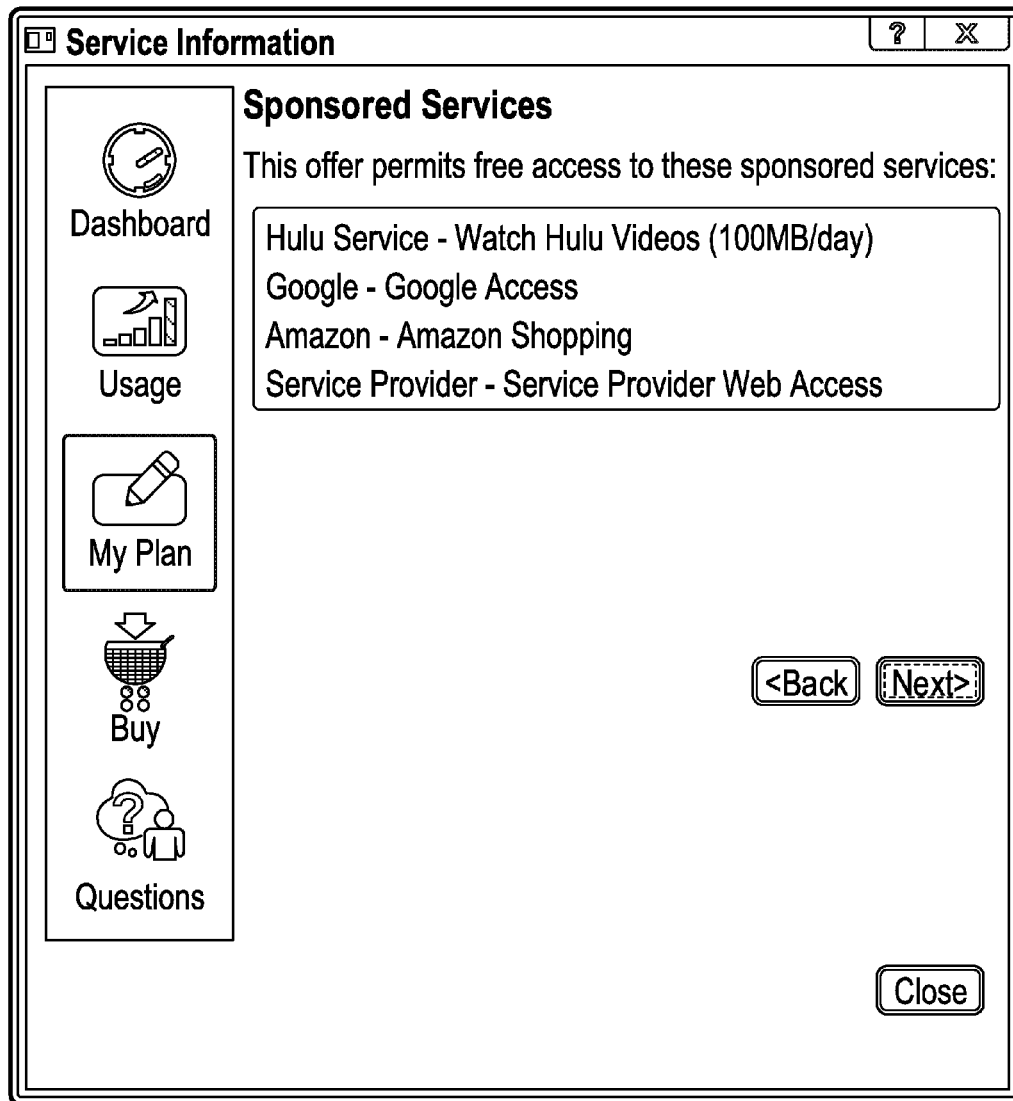 Service Information
? X
Sponsored Services
This offer permits free access to these sponsored services:
Hulu Service - Watch Hulu Videos (100MB/day)
Google - Google Access
Amazon - Amazon Shopping
Service Provider - Service Provider Web Access
Dashboard
Usage
My Plan
Buy
Questions
<Back Next>
Close